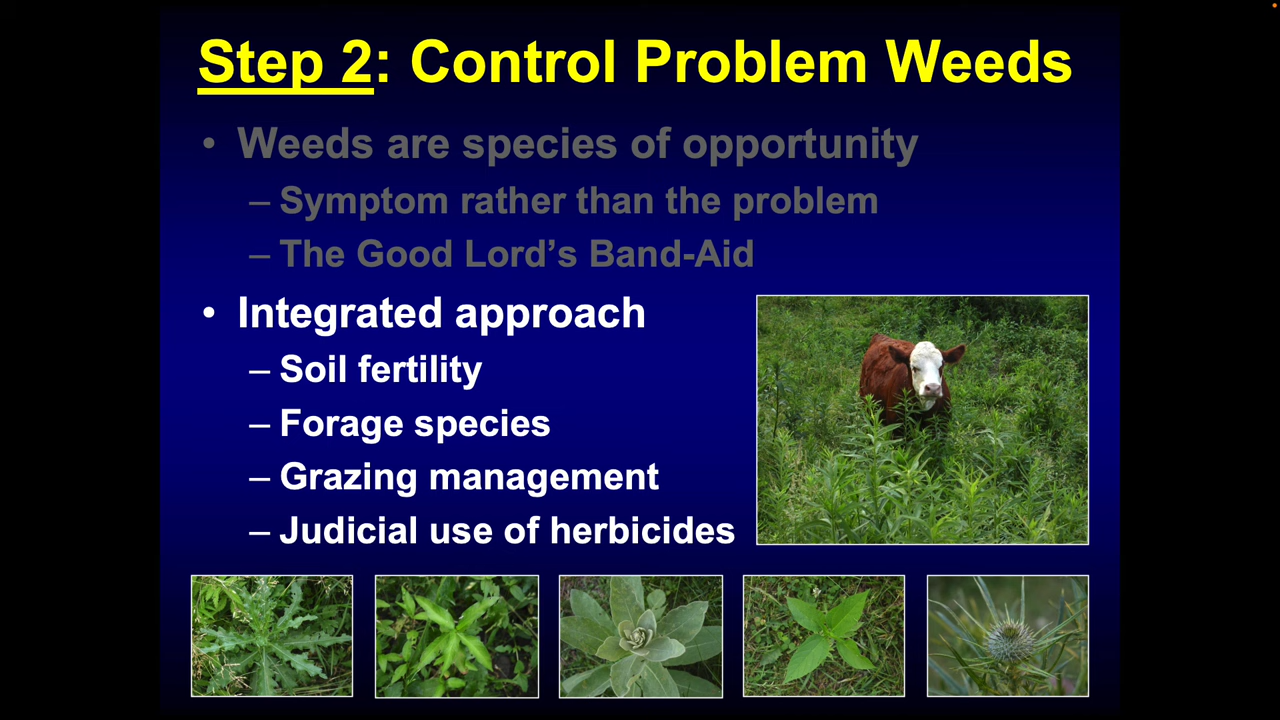 Step 2: Control Problem Weeds
• Weeds are species of opportunity
– Symptom rather than the problem
– The Good Lord’s Band-Aid
• Integrated approach
– Soil fertility
– Forage species
– Grazing management
– Judicial use of herbicides